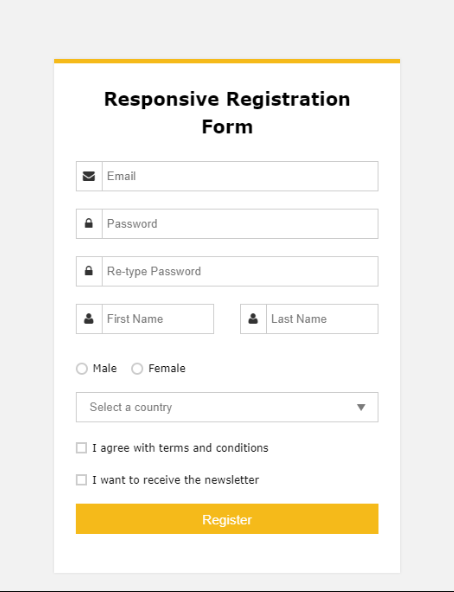 Responsive Registration
Form
Email
Password
Re-type Password
First Name Last Name
Male Female
Select a country
I agree with terms and conditions
I want to receive the newsletter
Register